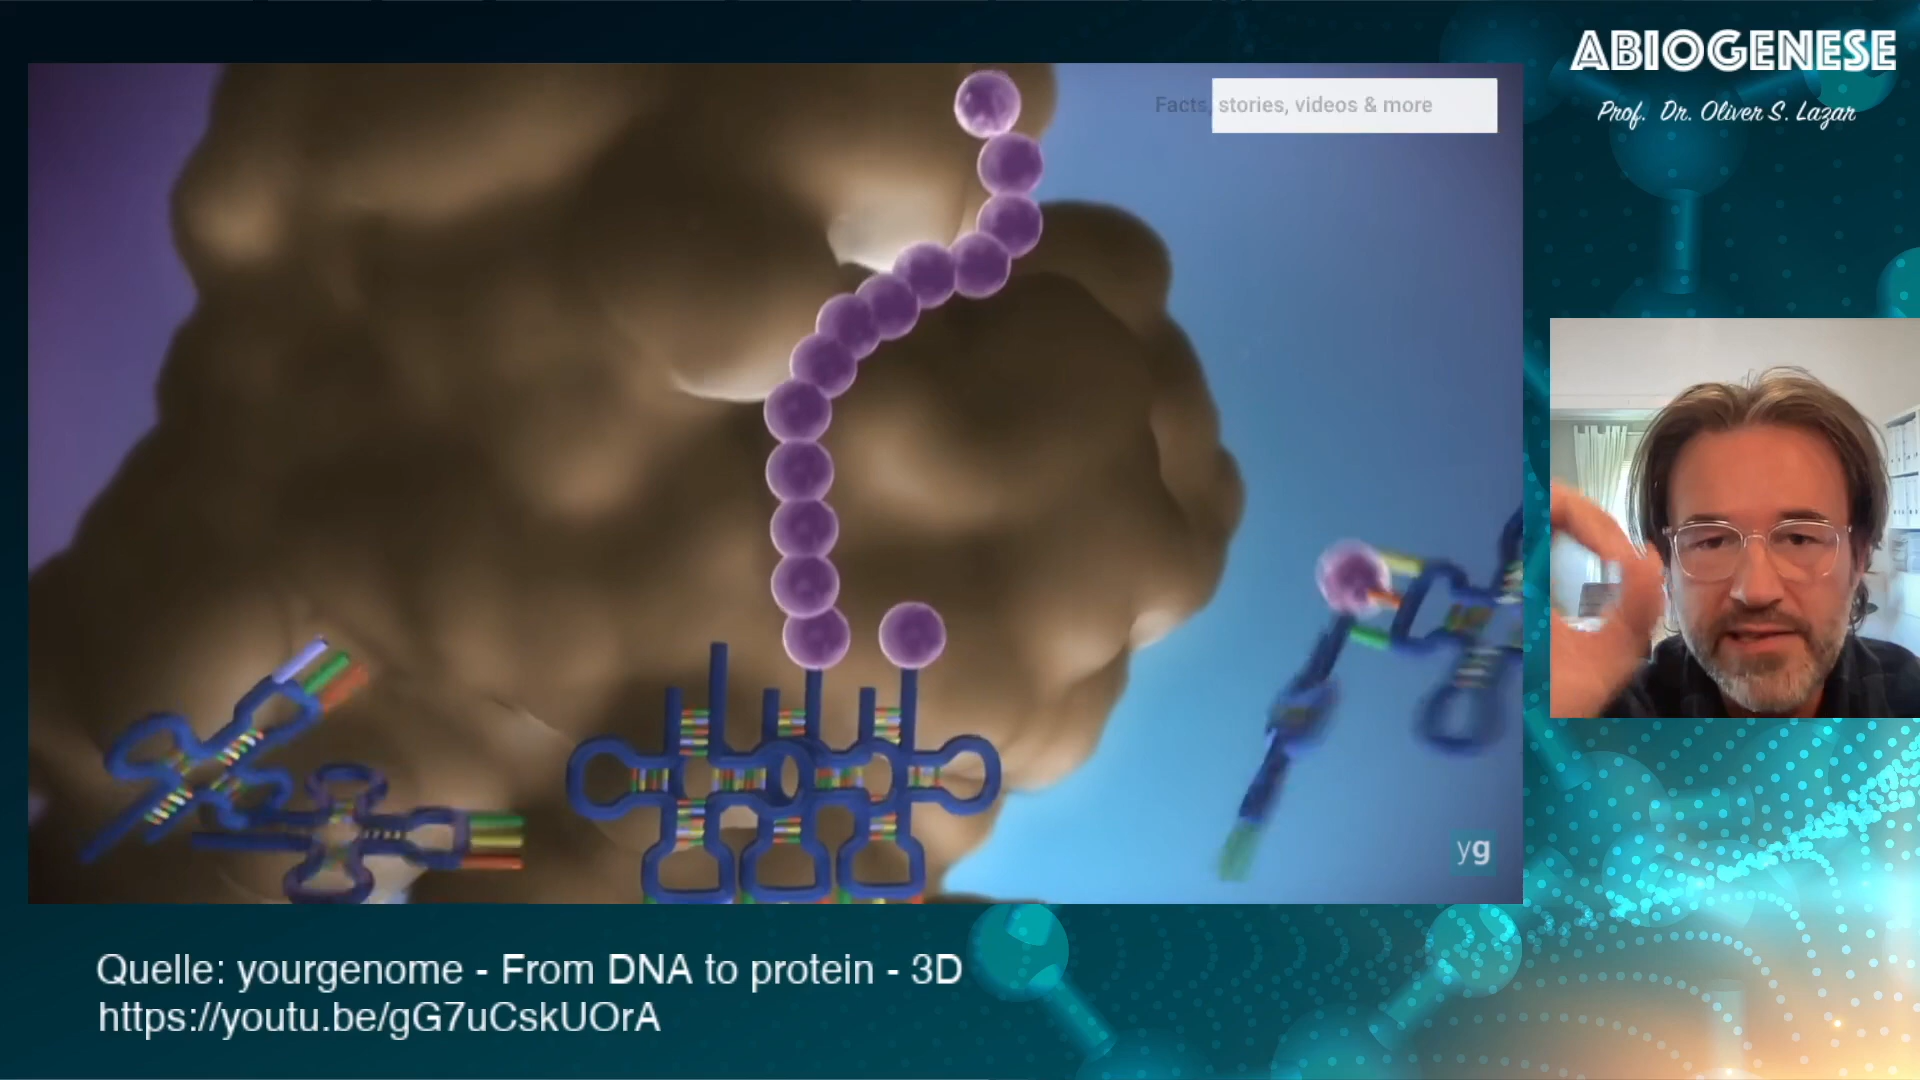 ABIOGENESE
Prof. Dr. Oliver S. Lazar
Facts, stories, videos & more
yg
Quelle: yourgenome - From DNA to protein - 3D
https://youtu.be/gG7uCskUOrA